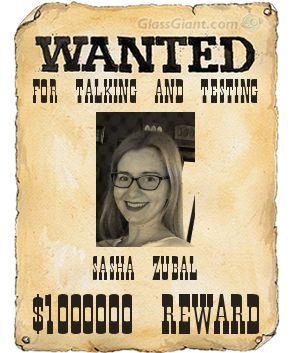 GlassGiant.com
WANTED
FOR TALKING AND TESTING
SASHA ZUBAL
$1000000 REWARD